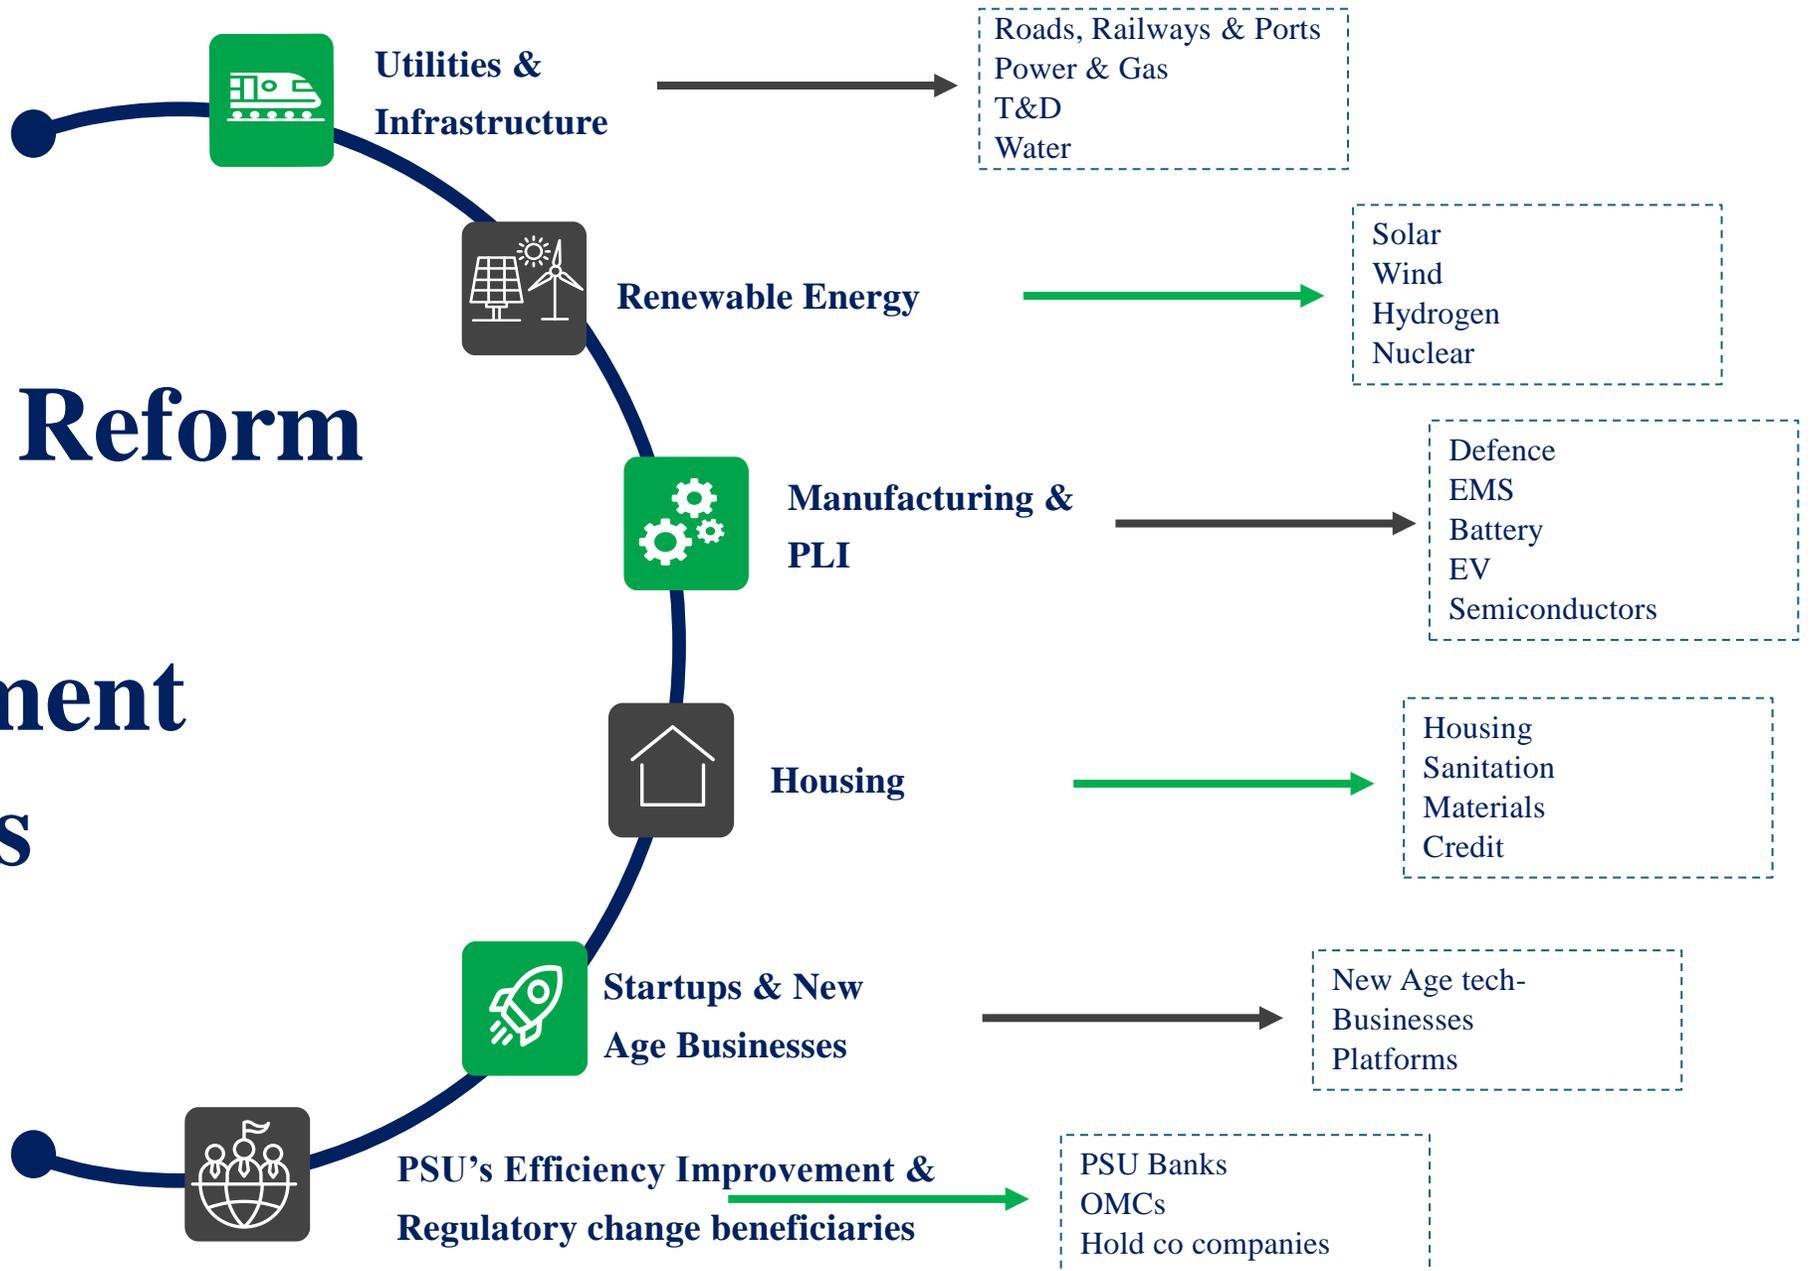 Utilities &
Infrastructure
Roads, Railways & Ports
Power & Gas
T&D
Water
Renewable Energy
Solar
Wind
Hydrogen
Nuclear
Reform
Manufacturing &
PLI
Defence
EMS
Battery
EV
Semiconductors
ment
s
Housing
Housing
Sanitation
Materials
Credit
Startups & New
Age Businesses
New Age tech-
Businesses
Platforms
PSU’s Efficiency Improvement &
Regulatory change beneficiaries
PSU Banks
OMCs
Hold co companies